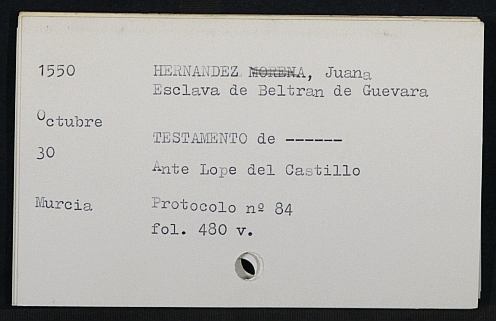 1550 HERNANDEZ MORENA, Juana
Esclava de Beltran de Guevara
Octubre
TESTAMENTO de ------
30
Ante Lope del Castillo
Murcia Protocolo nº 84
fol. 480 v.